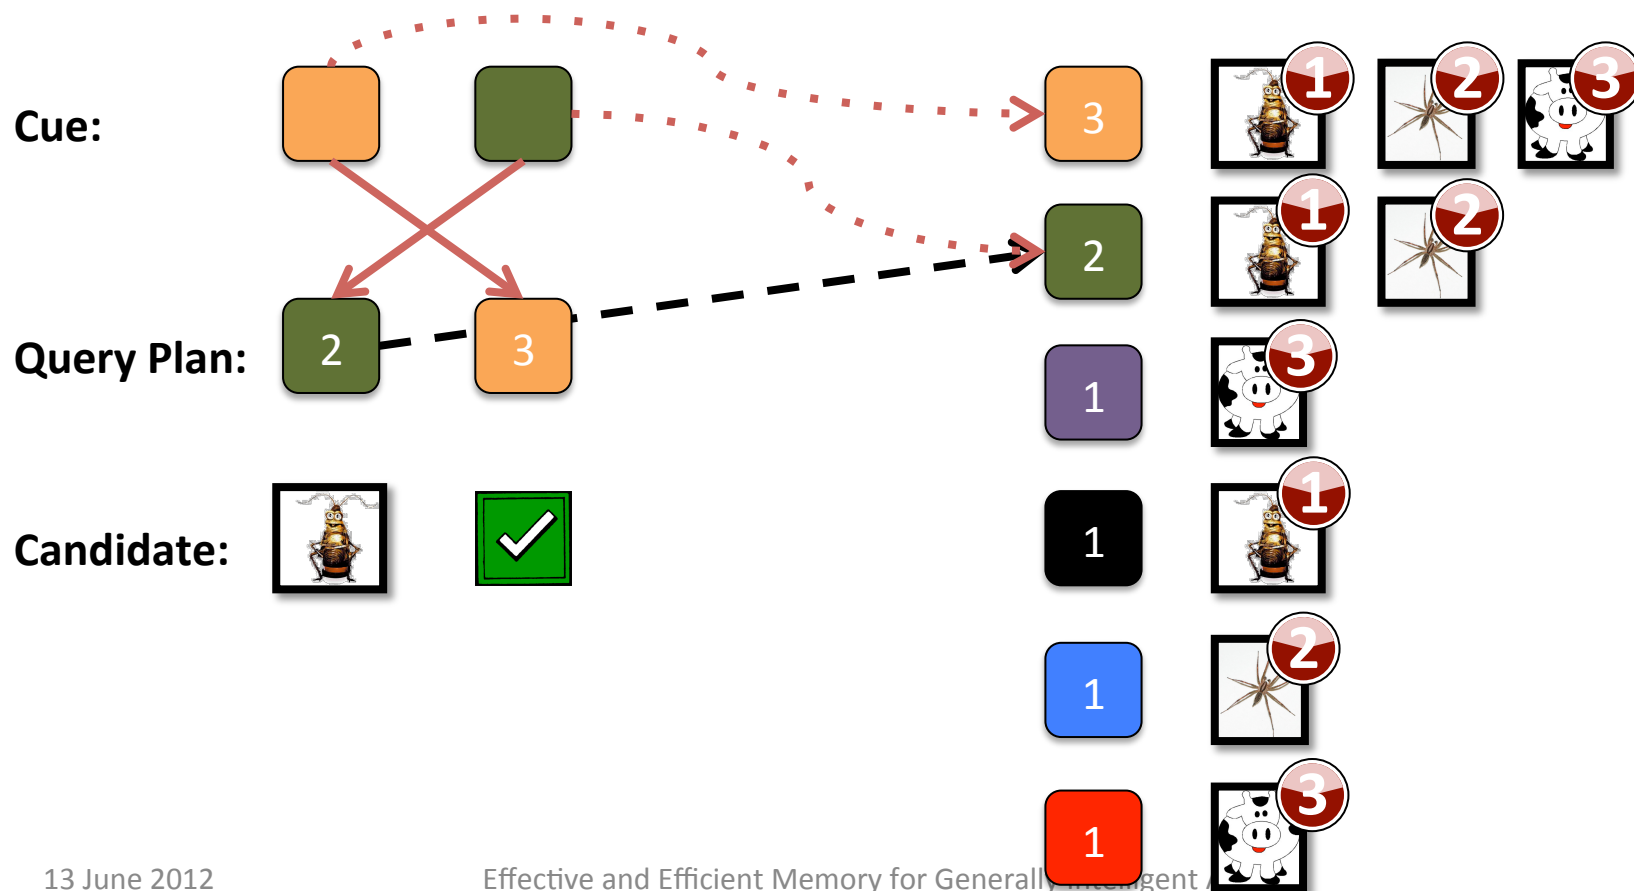 Cue:
3 1 2 3
2 1 2
Query Plan: 2 3
1 3
Candidate:
1 1
1 2
1 3
13 June 2012 Effective and Efficient Memory for Generally Intelligent